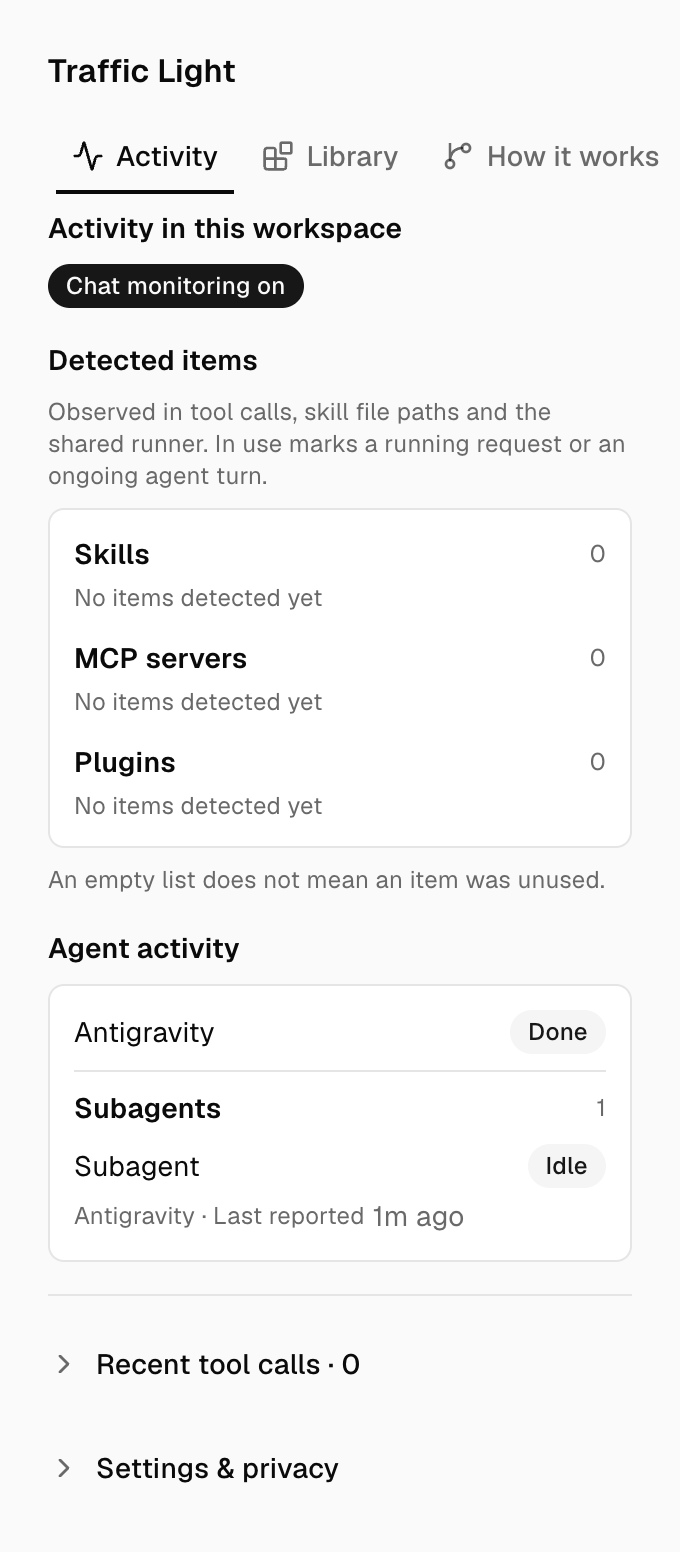 Traffic Light
Activity
Library
How it works
Activity in this workspace
Chat monitoring on
Detected items
Observed in tool calls, skill file paths and the
shared runner. In use marks a running request or an
ongoing agent turn.
Skills 0
No items detected yet
MCP servers 0
No items detected yet
Plugins 0
No items detected yet
An empty list does not mean an item was unused.
Agent activity
Antigravity Done
Subagents 1
Subagent Idle
Antigravity · Last reported 1m ago
Recent tool calls · 0
Settings & privacy